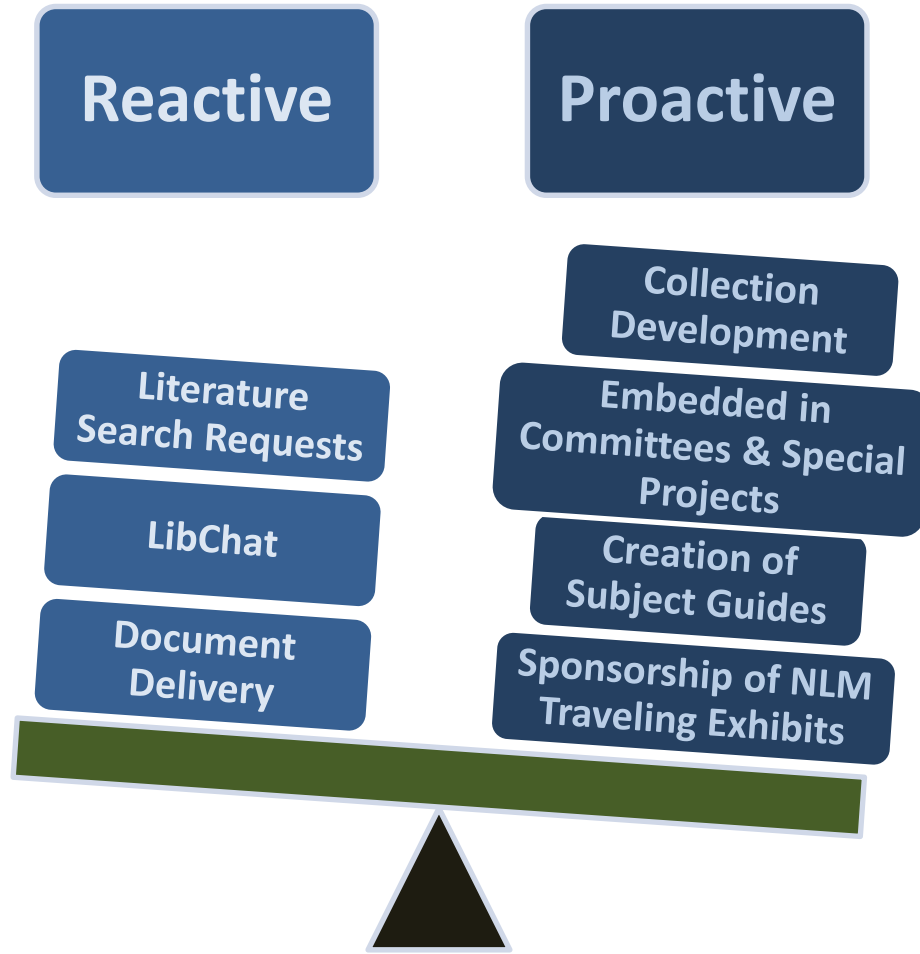 Reactive
Proactive
Literature
Search Requests
LibChat
Document
Delivery
Collection
Development
Embedded in
Committees & Special
Projects
Creation of
Subject Guides
Sponsorship of NLM
Traveling Exhibits